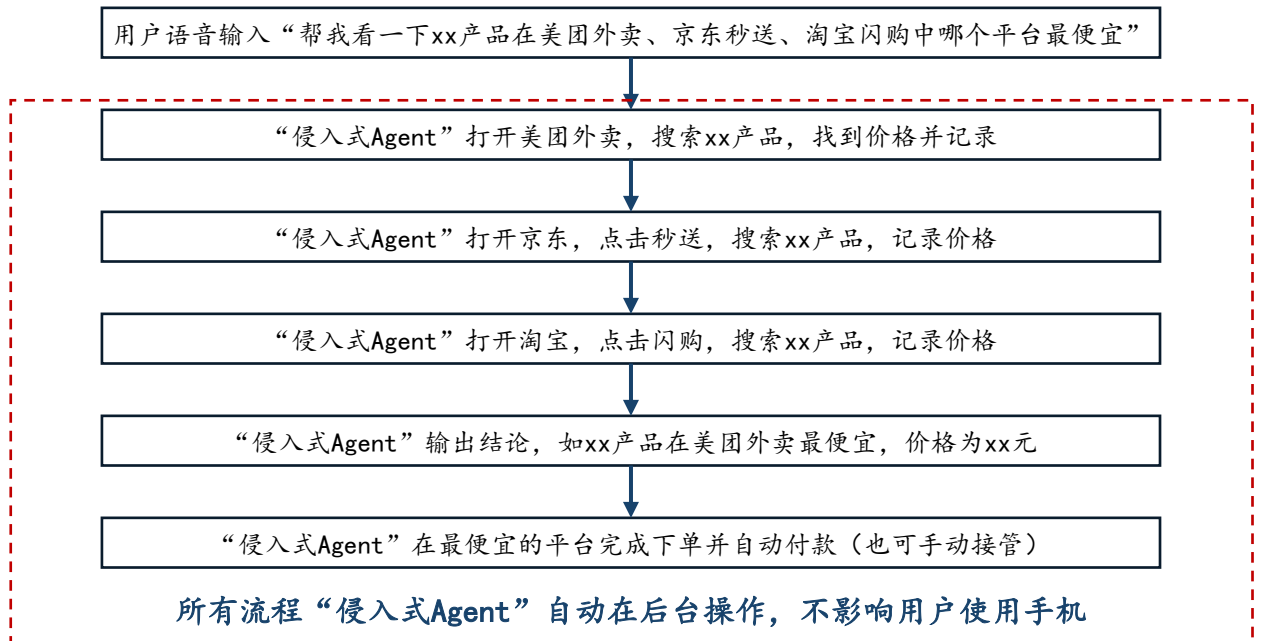 用户语音输入“帮我看一下xx产品在美团外卖、京东秒送、淘宝闪购中哪个平台最便宜”
“侵入式Agent”打开美团外卖，搜索xx产品，找到价格并记录
“侵入式Agent”打开京东，点击秒送，搜索xx产品，记录价格
“侵入式Agent”打开淘宝，点击闪购，搜索xx产品，记录价格
“侵入式Agent”输出结论，如xx产品在美团外卖最便宜，价格为xx元
“侵入式Agent”在最便宜的平台完成下单并自动付款（也可手动接管）
所有流程“侵入式Agent”自动在后台操作，不影响用户使用手机